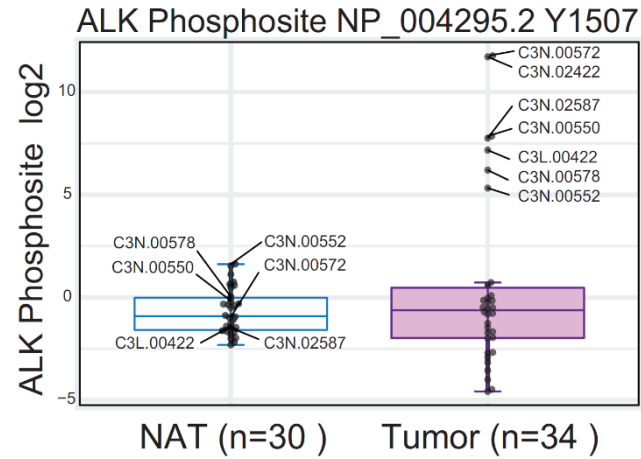 ALK Phosphosite NP_004295.2 Y1507
ALK Phosphosite log2
10
5
0
−5
C3N.00572
C3N.02422
C3N.02587
C3N.00550
C3L.00422
C3N.00578
C3N.00552
C3N.00578
C3N.00552
C3N.00550
C3N.00572
C3L.00422
C3N.02587
NAT (n=30 )
Tumor (n=34 )